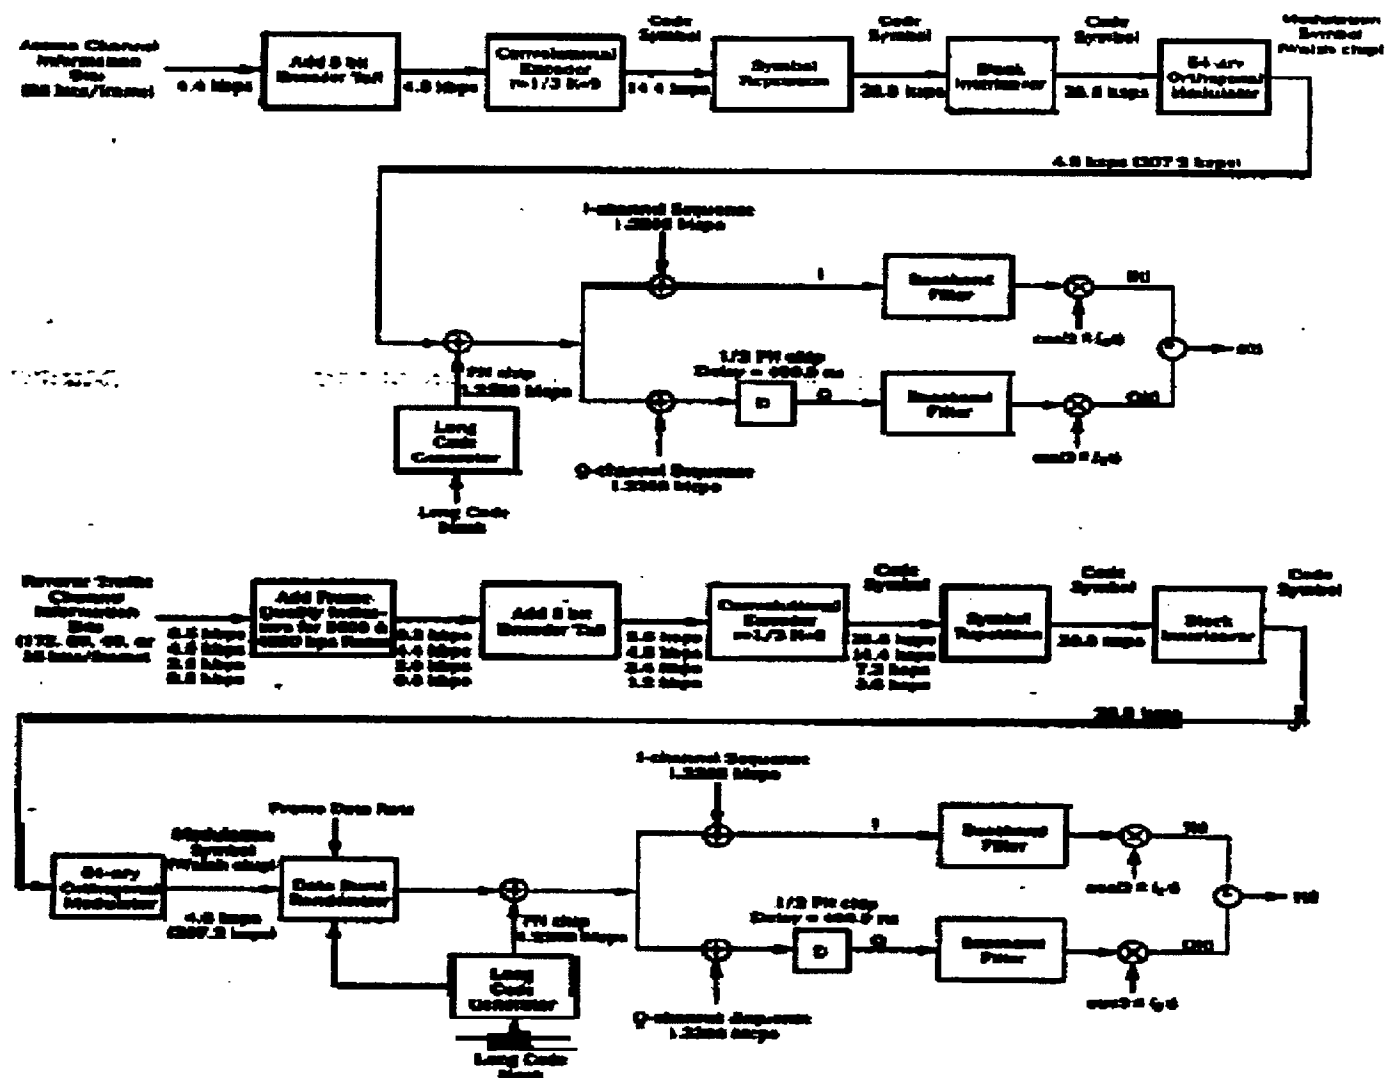 Access Channel
Information
Bits
(88 bits/frame)
4.4 kbps
Add 8 bit
Encoder Tail
4.8 kbps
Convolutional
Encoder
r=1/3 K=9
Code
Symbol
14.4 ksps
Symbol
Repetition
Code
Symbol
28.8 ksps
Block
Interleaver
Code
Symbol
28.8 ksps
64-ary
Orthogonal
Modulator
Modulation
Symbol
(Walsh chip)
4.8 ksps (307.2 kcps)
I-channel Sequence
1.2288 Mcps
I
Baseband
Filter
I(t)
PN chip
1.2288 Mcps
1/2 PN chip
D
Q
Baseband
Filter
s(t)
Q(t)
Long
Code
Generator
Q-channel Sequence
1.2288 Mcps
Long Code
Mask
Reverse Traffic
Channel
Information
Bits
(172, 80, 40, or
16 bits/frame
8.6 kbps
4.0 kbps
2.0 kbps
0.8 kbps
Add Frame
Quality Indica-
tors for 9600 &
4800 bps Rates
9.2 kbps
4.4 kbps
2.0 kbps
0.8 kbps
Add 8 bit
Encoder Tail
9.6 kbps
4.8 kbps
2.4 kbps
1.2 kbps
Convolutional
Encoder
r=1/3 K=9
Code
Symbol
28.8 ksps
14.4 ksps
7.2 ksps
3.6 ksps
Symbol
Repetition
Code
Symbol
28.8 ksps
Block
Interleaver
Code
Symbol
28.8 ksps
I-channel Sequence
1.2288 Mcps
Frame Data Rate
Modulation
Symbol
(Walsh chip)
64-ary
Orthogonal
Modulator
4.8 ksps
(307.2 kcps)
Data Burst
Randomizer
PN chip
1.2288 Mcps
I
Baseband
Filter
1/2 PN chip
D
Q
Baseband
Filter
Long
Code
Generator
Q-channel Sequence
1.2288 Mcps
Long Code
Mask